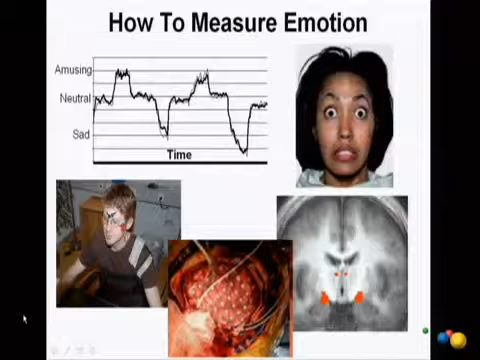 How To Measure Emotion
Amusing
Neutral
Sad
Time